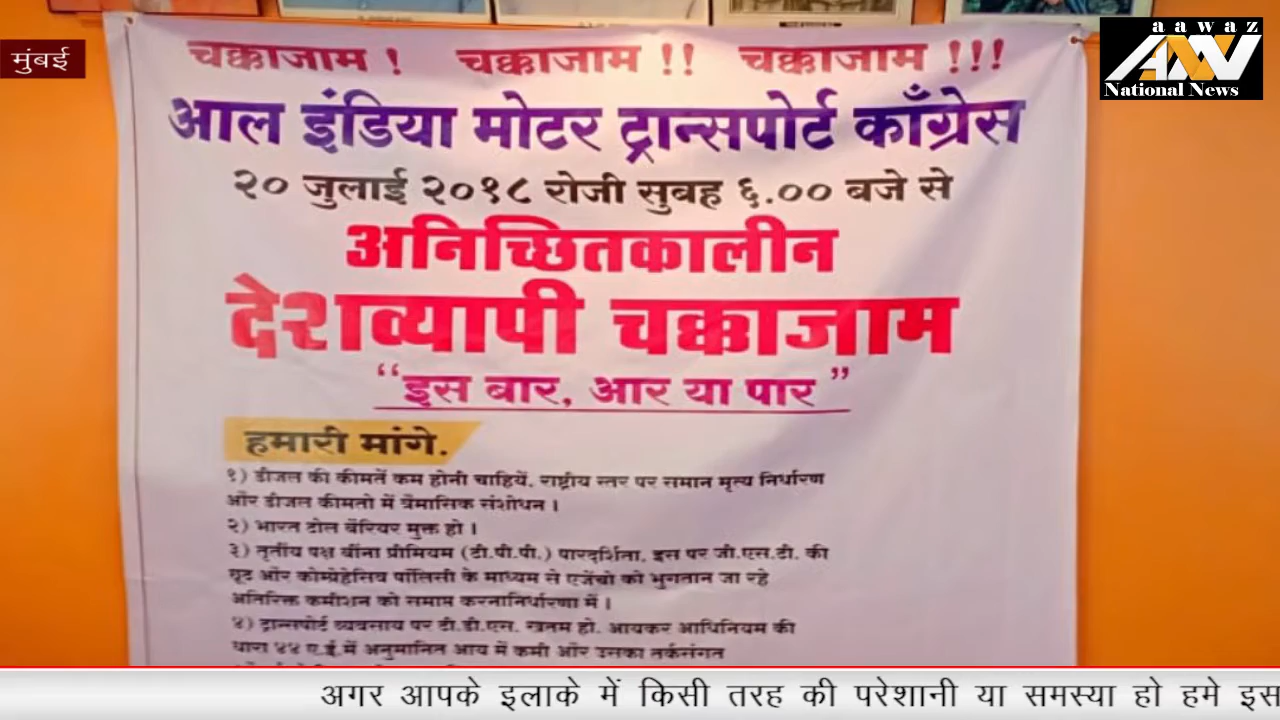 मुंबई
aawaz
National News
चक्काजाम ! चक्काजाम !! चक्काजाम !!!
आल इंडिया मोटर ट्रान्सपोर्ट काँग्रेस
२० जुलाई २०१८ रोजी सुबह ६.०० बजे से
अनिच्छितकालीन
देशव्यापी चक्काजाम
“इस बार, आर या पार”
हमारी मांगे.
१) डीजल की कीमतें कम होनी चाहियें, राष्ट्रीय स्तर पर समान मूल्य निर्धारण
और डीजल कीमतो में त्रैमासिक संशोधन ।
२) भारत टोल बॅरियर मुक्त हो ।
३) तृतीय पक्ष बीना प्रीमियम (टी.पी.पी.) पारदर्शिता, इस पर जी.एस.टी. की
छूट और कोम्प्रेहेंसिव पॉलिसी के माध्यम से एजेंचो को भुगतान जा रहे
अतिरिक्त कमीशन को समाप्त करनानिर्धारणा में ।
४) ट्रान्सपोर्ट व्यवसाय पर टी.डी.एस. खतम हो. आयकर आधिनियम की
धारा ४४ ए.ई.में अनुमानित आय में कमी और उसका तर्कसंगत
अगर आपके इलाके में किसी तरह की परेशानी या समस्या हो हमे इस